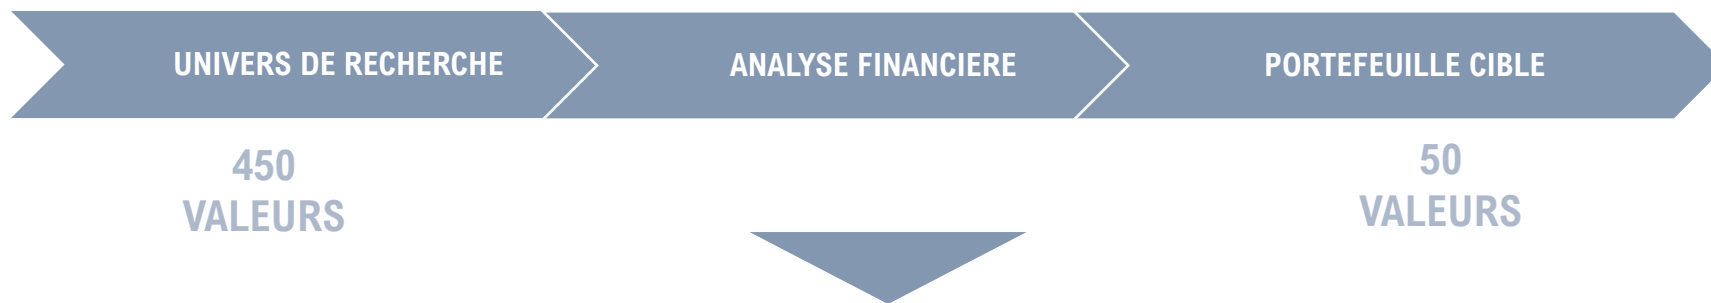 UNIVERS DE RECHERCHE
ANALYSE FINANCIERE
PORTEFEUILLE CIBLE
450
VALEURS
50
VALEURS